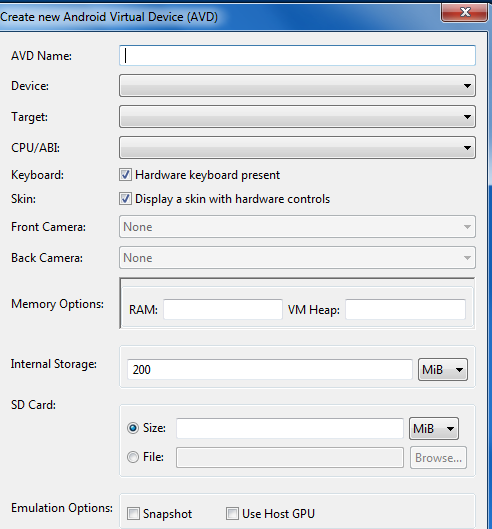 Create new Android Virtual Device (AVD)
AVD Name:
Device:
Target:
CPU/ABI:
Keyboard: Hardware keyboard present
Skin: Display a skin with hardware controls
Front Camera: None
Back Camera: None
Memory Options: RAM: VM Heap:
Internal Storage: 200 MiB
SD Card:
Size: MiB
File: Browse...
Emulation Options: Snapshot Use Host GPU